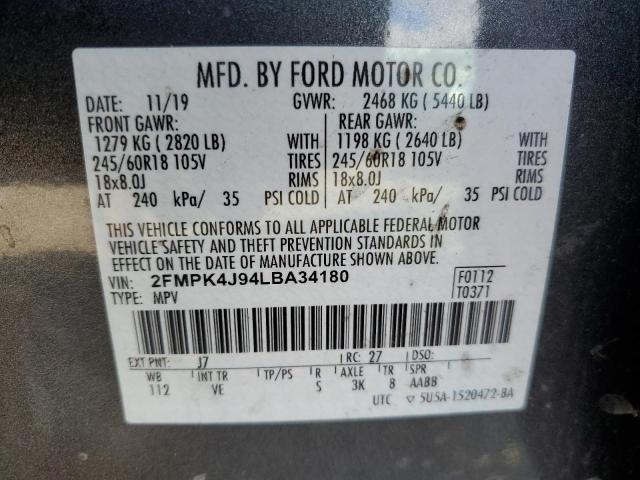 MFD. BY FORD MOTOR CO.
DATE: 11/19 GVWR: 2468 KG ( 5440 LB)
FRONT GAWR: REAR GAWR:
1279 KG ( 2820 LB) WITH 1198 KG ( 2640 LB) WITH
245/60R18 105V TIRES 245/60R18 105V TIRES
18x8.0J RIMS 18x8.0J RIMS
AT 240 kPa/ 35 PSI COLD AT 240 kPa/ 35 PSI COLD
THIS VEHICLE CONFORMS TO ALL APPLICABLE FEDERAL MOTOR
VEHICLE SAFETY AND THEFT PREVENTION STANDARDS IN
EFFECT ON THE DATE OF MANUFACTURE SHOWN ABOVE.
VIN: 2FMPK4J94LBA34180 F0112
TYPE: MPV T0371
EXT PNT: J7 RC: 27 DSO:
WB INT TR TP/PS R AXLE TR SPR
112 VE S 3K 8 AABB
UTC ▽ 5U5A-1520472-BA